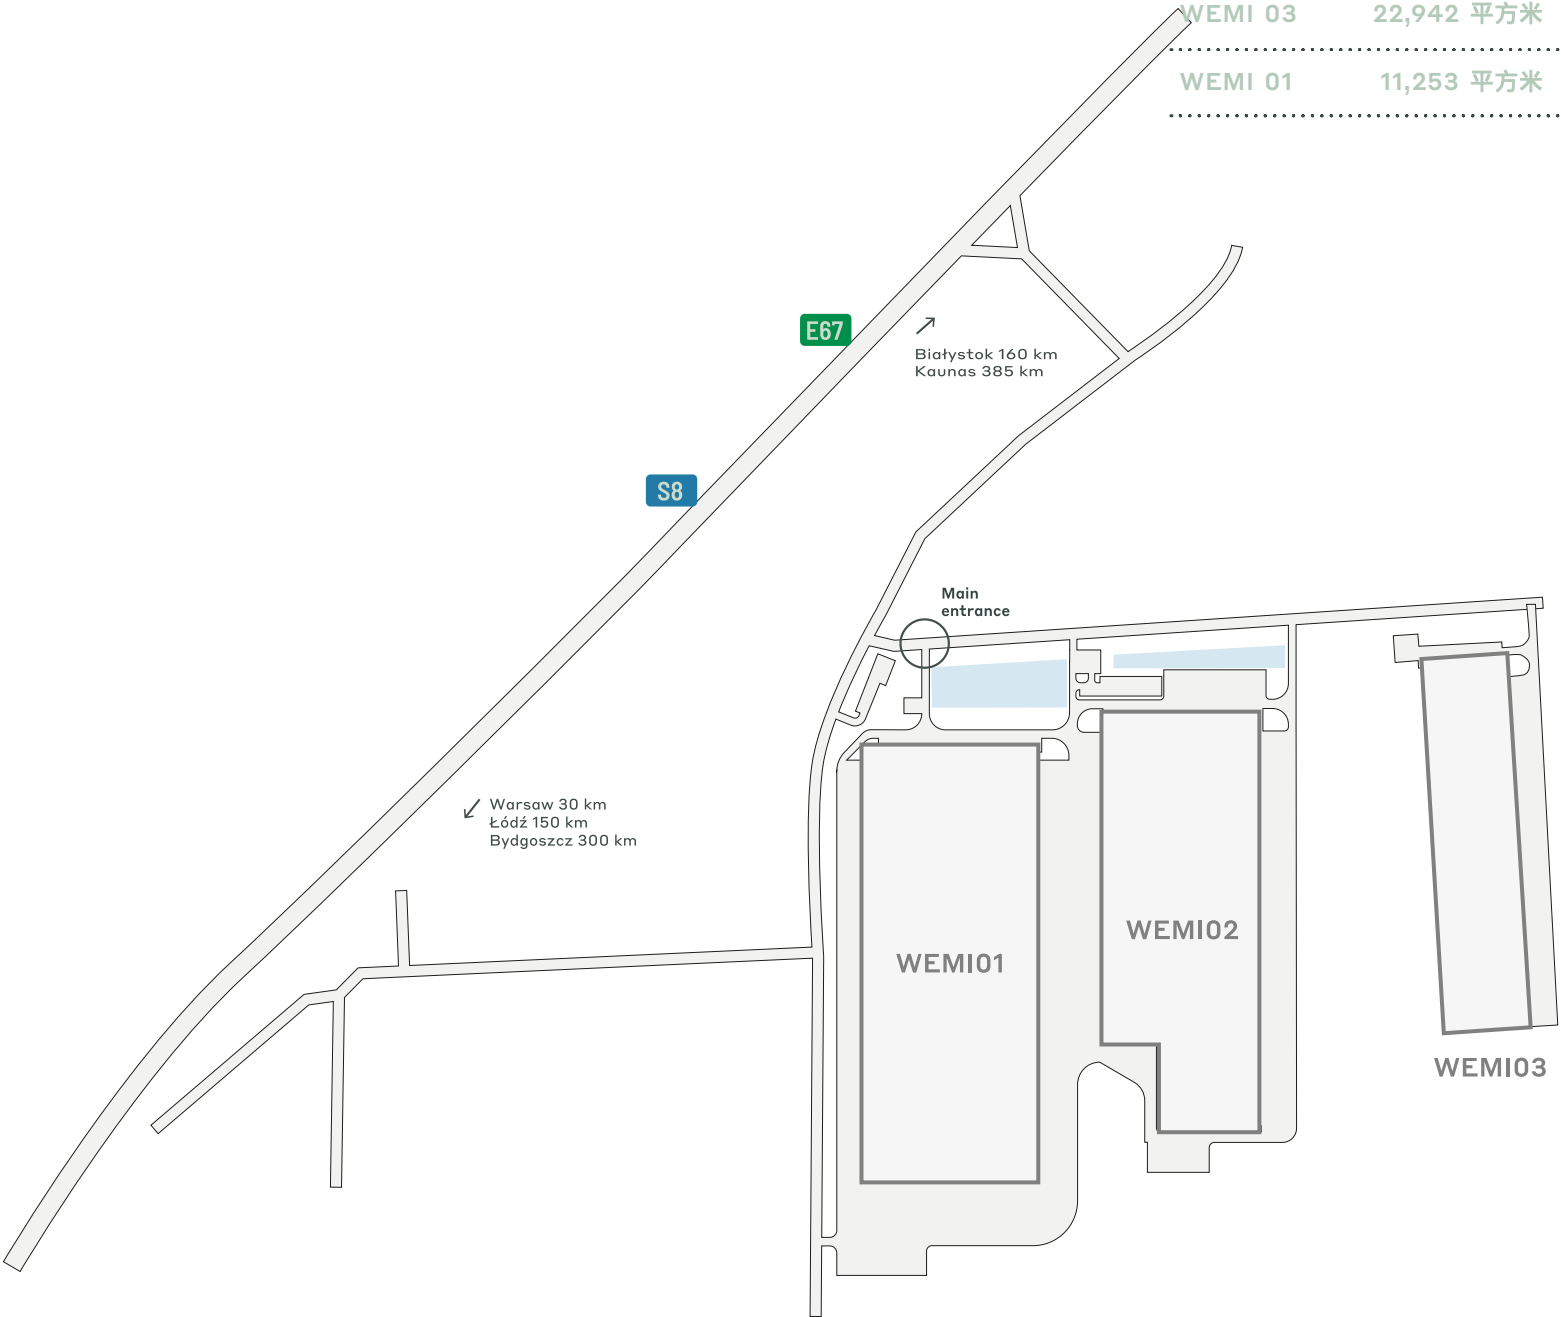 WEMI 03 22,942 平方米
WEMI 01 11,253 平方米
E67
Białystok 160 km
Kaunas 385 km
S8
Main
entrance
Warsaw 30 km
Łódź 150 km
Bydgoszcz 300 km
WEMI02
WEMI01
WEMI03